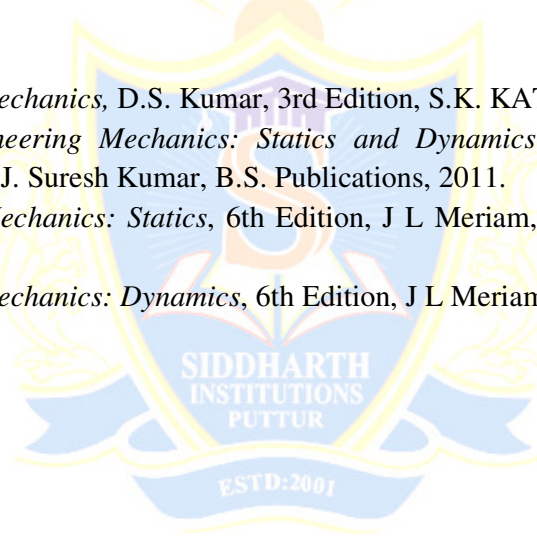 echanics, D.S. Kumar, 3rd Edition, S.K. KAT
neering Mechanics: Statics and Dynamics
J. Suresh Kumar, B.S. Publications, 2011.
echanics: Statics, 6th Edition, J L Meriam,
echanics: Dynamics, 6th Edition, J L Meriam
S
SIDDHARTH
INSTITUTIONS
PUTTUR
ESTD:2001